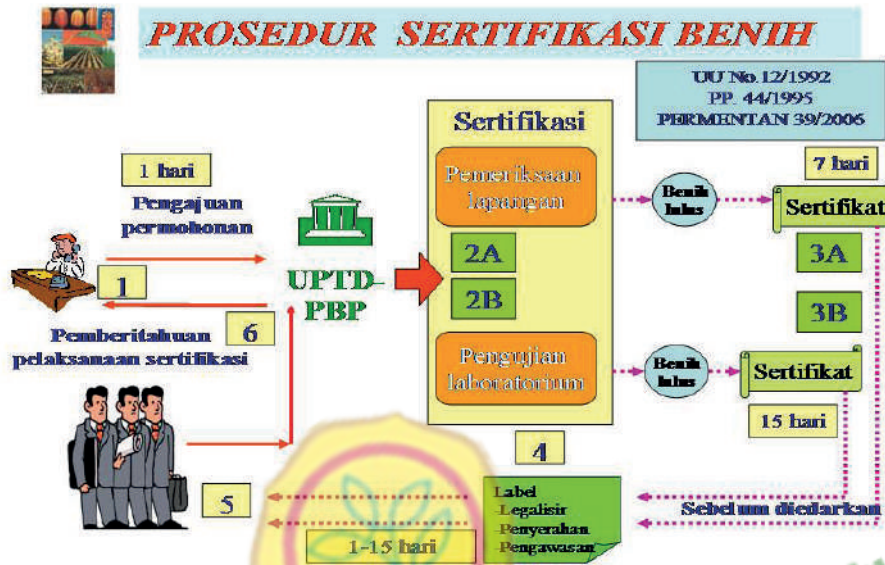 PROSEDUR SERTIFIKASI BENIH
UU No.12/1992
PP. 44/1995
PERMENTAN 39/2006
1 hari
Pengajuan
permohonan
1
6
Pemberitahuan
pelaksanaan sertifikasi
UPTD-
PBP
Sertifikasi
Pemeriksaan
lapangan
2A
2B
Pengujian
laboratorium
Benih
lulus
7 hari
Sertifikat
3A
3B
Benih
lulus
Sertifikat
15 hari
4
5
Label
-Legalisir
-Penyerahan
-Pengawasan
Sebelum diedarkan
1-15 hari